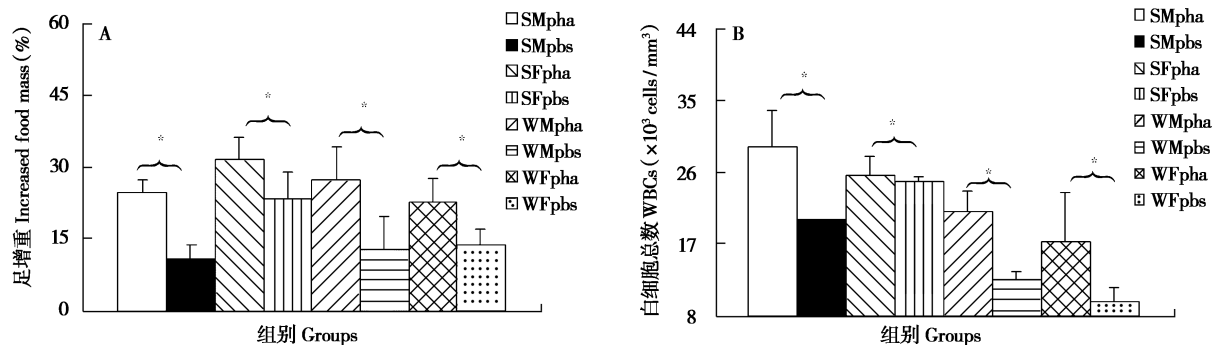 足增重 Increased food mass (%)
60
45
30
15
0
A
*
*
*
*
SMpha
SMpbs
SFpha
SFpbs
WMpha
WMpbs
WFpha
WFpbs
组别 Groups
白细胞总数 WBCs (×10³ cells/mm³)
44
35
26
17
8
B
*
*
*
*
SMpha
SMpbs
SFpha
SFpbs
WMpha
WMpbs
WFpha
WFpbs
组别 Groups